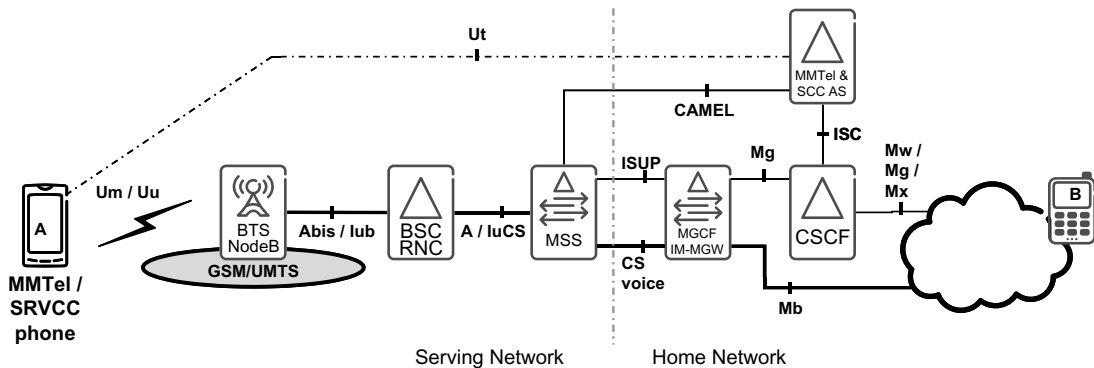 Ut
MMTel &
SCC AS
CAMEL
ISC
Mw /
Mg /
Mx
ISUP
Mg
B
Um / Uu
A
BTS
NodeB
Abis / Iub
BSC
RNC
A / IuCS
MSS
MGCF
IM-MGW
CSCF
GSM/UMTS
CS
voice
MMTel /
SRVCC
phone
Mb
Serving Network
Home Network